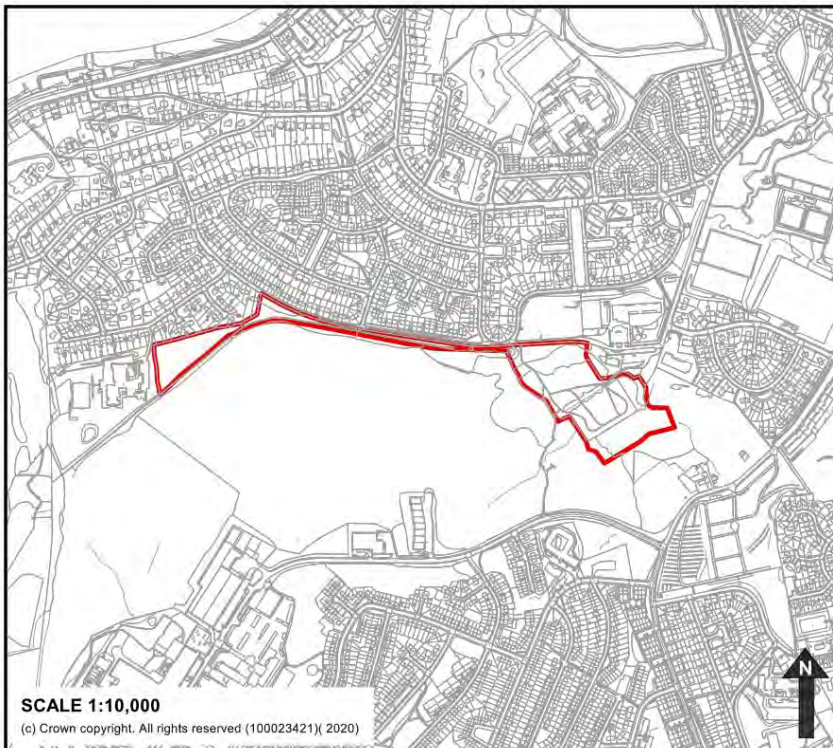 SCALE 1:10,000
(c) Crown copyright. All rights reserved (100023421)( 2020)
N